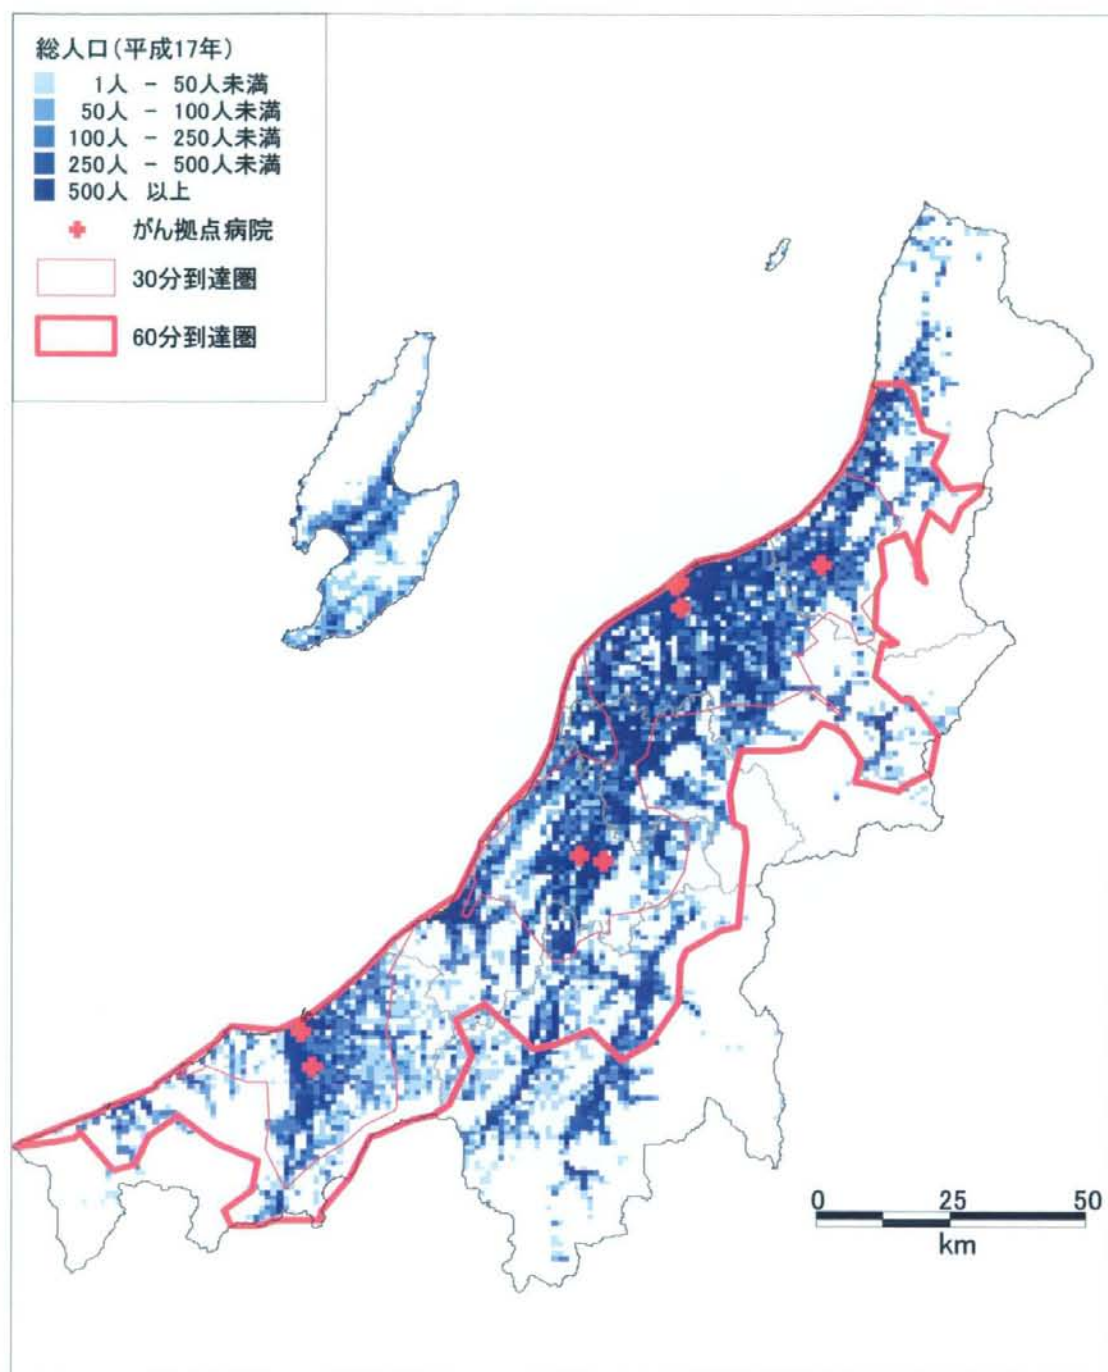 総人口(平成17年)
1人 - 50人未満
50人 - 100人未満
100人 - 250人未満
250人 - 500人未満
500人 以上
がん拠点病院
30分到達圏
60分到達圏
0 25 50
km